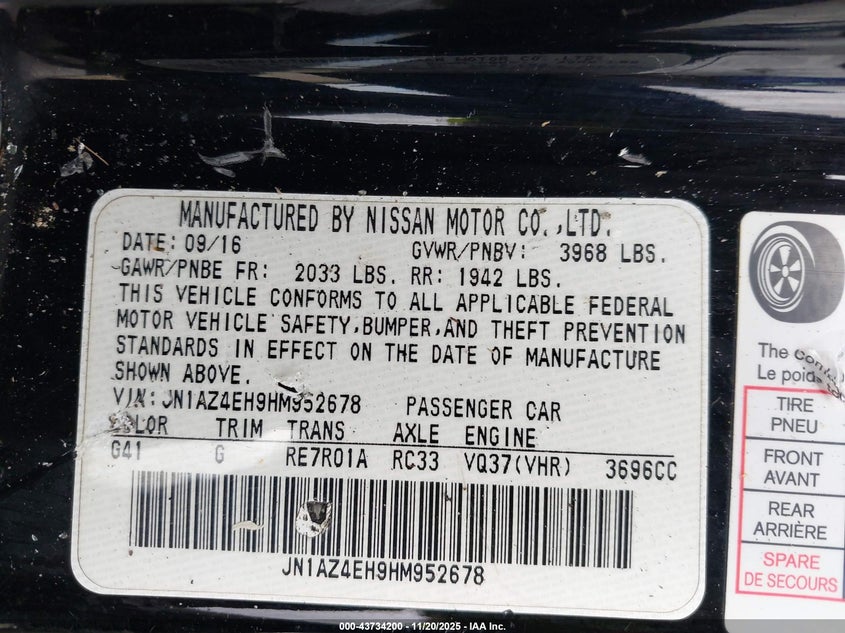 MANUFACTURED BY NISSAN MOTOR CO.,LTD.
DATE: 09/16 GVWR/PNBV: 3968 LBS.
GAWR/PNBE FR: 2033 LBS. RR: 1942 LBS.
THIS VEHICLE CONFORMS TO ALL APPLICABLE FEDERAL
MOTOR VEHICLE SAFETY,BUMPER,AND THEFT PREVENTION
STANDARDS IN EFFECT ON THE DATE OF MANUFACTURE
SHOWN ABOVE.
VIN: JN1AZ4EH9HM952678 PASSENGER CAR
COLOR TRIM TRANS AXLE ENGINE
G41 G RE7R01A RC33 VQ37(VHR) 3696CC
JN1AZ4EH9HM952678
The
Le poids
TIRE
PNEU
FRONT
AVANT
REAR
ARRIÈRE
SPARE
DE SECOURS
000-43734200 - 11/20/2025 - IAA Inc.